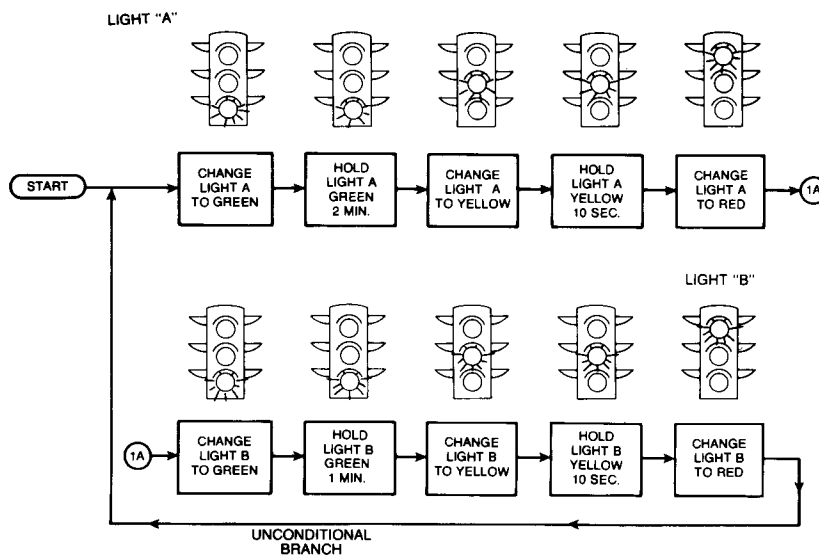 LIGHT "A"
START
CHANGE
LIGHT A
TO GREEN
HOLD
LIGHT A
GREEN
2 MIN.
CHANGE
LIGHT A
TO YELLOW
HOLD
LIGHT A
YELLOW
10 SEC.
CHANGE
LIGHT A
TO RED
1A
LIGHT "B"
1A
CHANGE
LIGHT B
TO GREEN
HOLD
LIGHT B
GREEN
1 MIN.
CHANGE
LIGHT B
TO YELLOW
HOLD
LIGHT B
YELLOW
10 SEC.
CHANGE
LIGHT B
TO RED
UNCONDITIONAL
BRANCH